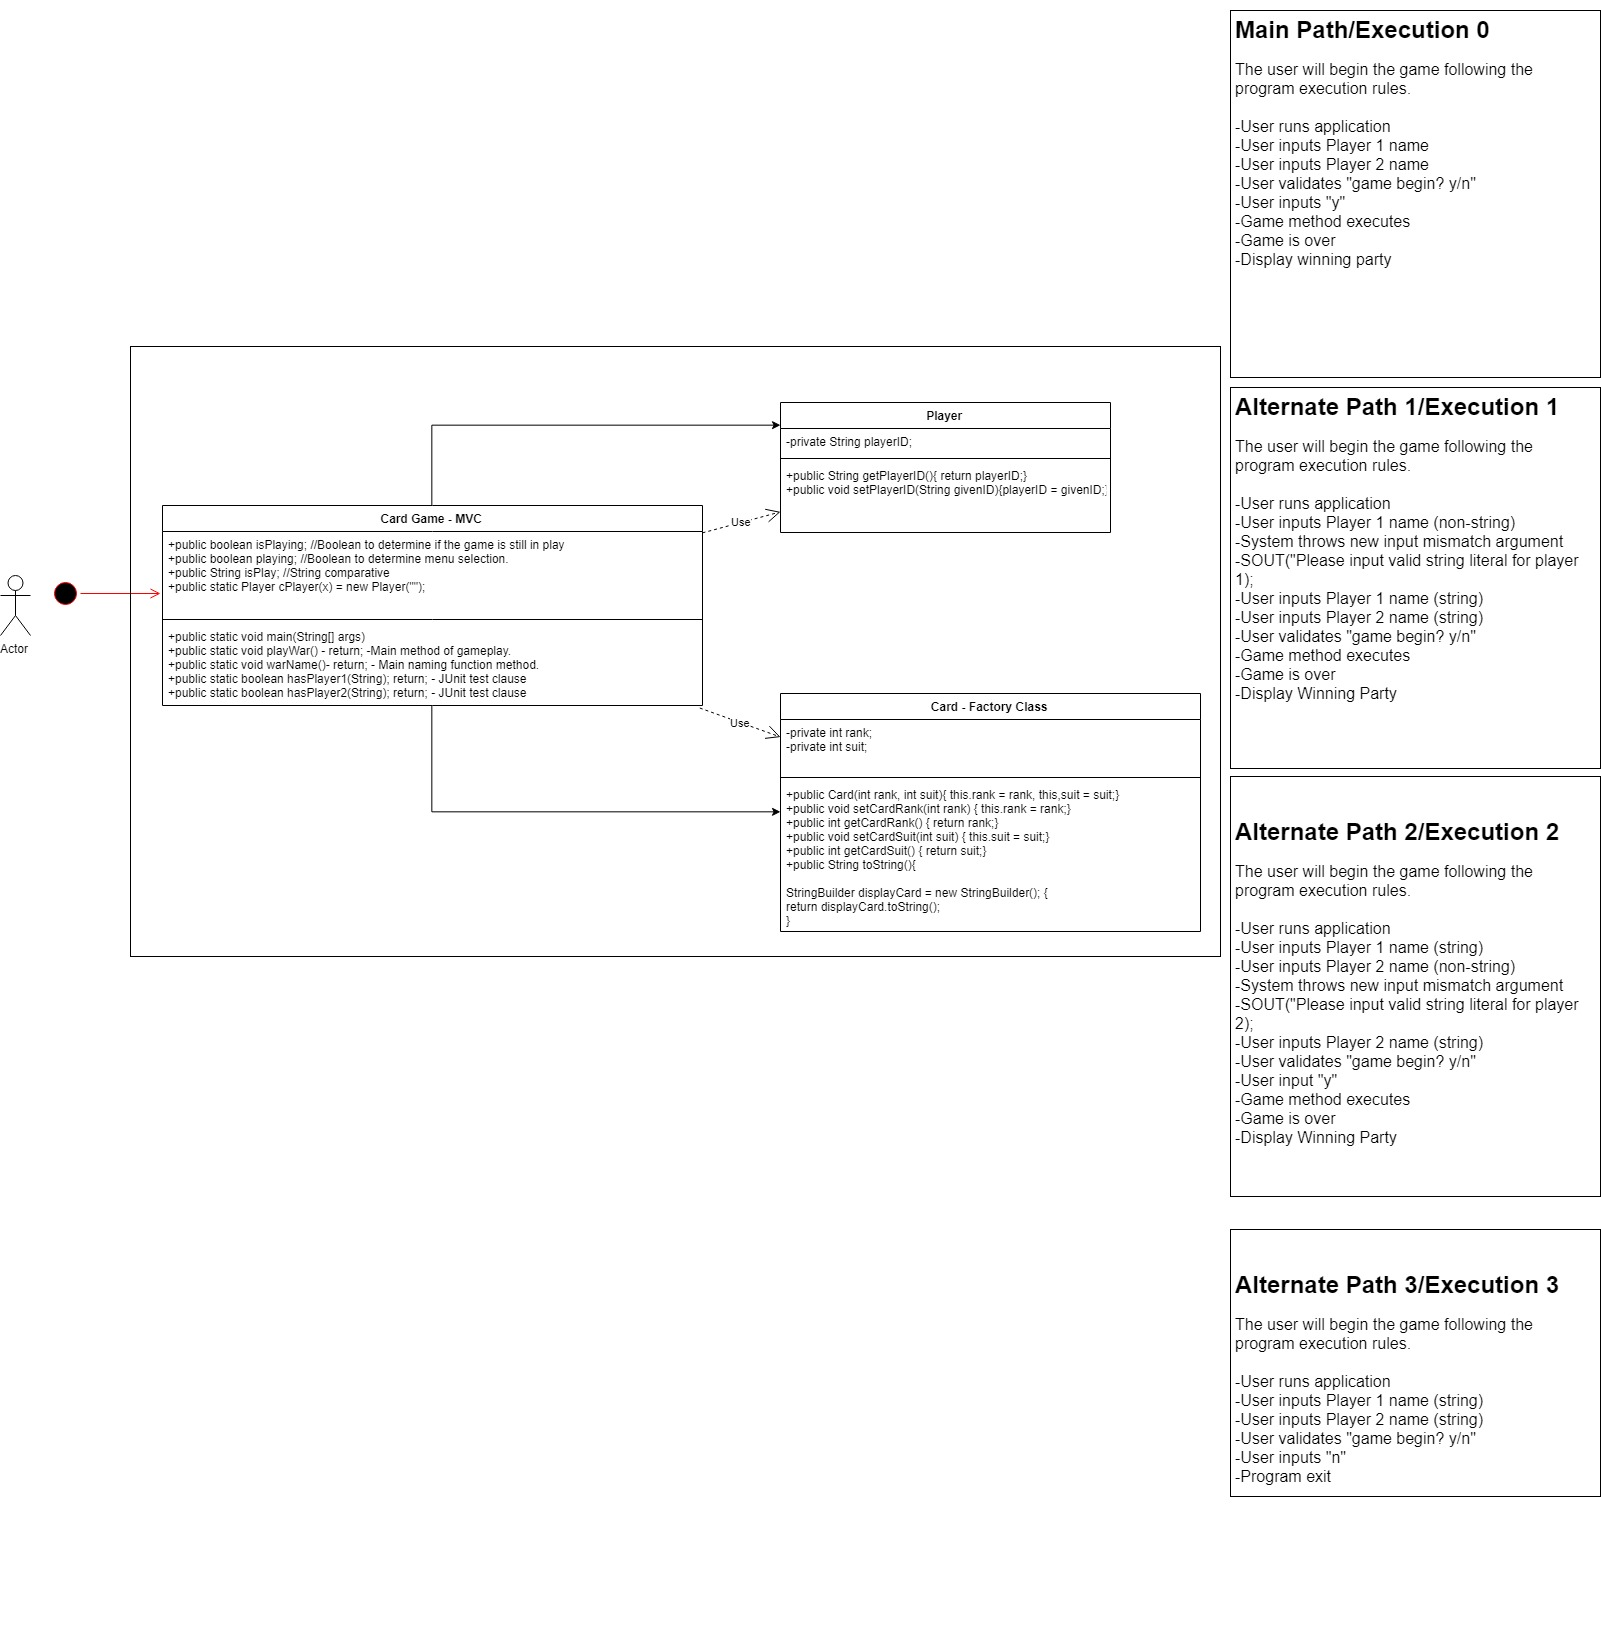 Main Path/Execution 0
The user will begin the game following the
program execution rules.
-User runs application
-User inputs Player 1 name
-User inputs Player 2 name
-User validates "game begin? y/n"
-User inputs "y"
-Game method executes
-Game is over
-Display winning party
Player
-private String playerID;
+public String getPlayerID(){ return playerID;}
+public void setPlayerID(String givenID){playerID = givenID;}
Card Game - MVC
+public boolean isPlaying; //Boolean to determine if the game is still in play
+public boolean playing; //Boolean to determine menu selection.
+public String isPlay; //String comparative
+public static Player cPlayer(x) = new Player("");
+public static void main(String[] args)
+public static void playWar() - return; -Main method of gameplay.
+public static void warName()- return; - Main naming function method.
+public static boolean hasPlayer1(String); return; - JUnit test clause
+public static boolean hasPlayer2(String); return; - JUnit test clause
Use
Use
Actor
Card - Factory Class
-private int rank;
-private int suit;
+public Card(int rank, int suit){ this.rank = rank, this,suit = suit;}
+public void setCardRank(int rank) { this.rank = rank;}
+public int getCardRank() { return rank;}
+public void setCardSuit(int suit) { this.suit = suit;}
+public int getCardSuit() { return suit;}
+public String toString(){
StringBuilder displayCard = new StringBuilder(); {
return displayCard.toString();
}
Alternate Path 1/Execution 1
The user will begin the game following the
program execution rules.
-User runs application
-User inputs Player 1 name (non-string)
-System throws new input mismatch argument
-SOUT("Please input valid string literal for player
1);
-User inputs Player 1 name (string)
-User inputs Player 2 name (string)
-User validates "game begin? y/n"
-Game method executes
-Game is over
-Display Winning Party
Alternate Path 2/Execution 2
The user will begin the game following the
program execution rules.
-User runs application
-User inputs Player 1 name (string)
-User inputs Player 2 name (non-string)
-System throws new input mismatch argument
-SOUT("Please input valid string literal for player
2);
-User inputs Player 2 name (string)
-User validates "game begin? y/n"
-User input "y"
-Game method executes
-Game is over
-Display Winning Party
Alternate Path 3/Execution 3
The user will begin the game following the
program execution rules.
-User runs application
-User inputs Player 1 name (string)
-User inputs Player 2 name (string)
-User validates "game begin? y/n"
-User inputs "n"
-Program exit